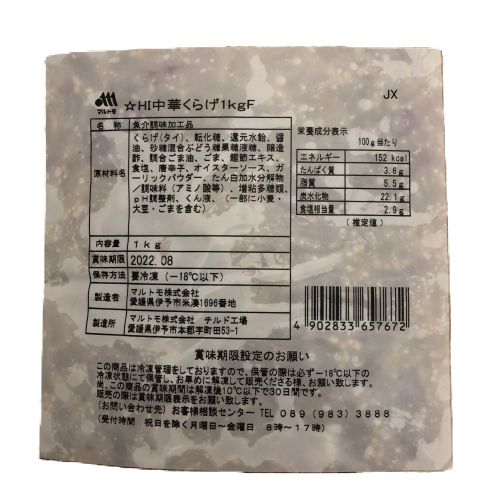 マルトモ
☆HI中華くらげ1kgF
JX
名 称 魚介調味加工品
原材料名 くらげ(タイ)、転化糖、還元水飴、醤
油、砂糖混合ぶどう糖果糖液糖、醸造
酢、調合ごま油、ごま、鰹節エキス、
食塩、唐辛子、オイスターソース、ガ
ーリックパウダー、たん白加水分解物
/調味料(アミノ酸等)、増粘多糖類、
pH調整剤、くん液、(一部に小麦・
大豆・ごまを含む)
内容量 1kg
賞味期限 2022.08
保存方法 要冷凍(-18℃以下)
製造者 マルトモ株式会社
愛媛県伊予市米湊1696番地
製造所 マルトモ株式会社 チルド工場
愛媛県伊予市本郡字町田53-1
栄養成分表示
100g当たり
エネルギー 152 kcal
たんぱく質 3.6 g
脂質 5.5 g
炭水化物 22.1 g
食塩相当量 2.9 g
(推定値)
4 902833 657672
賞味期限設定のお願い
この商品は冷凍管理をしておりますので、保管の際は必ず-18℃以下の
冷凍状態にて保管し、お早めに解凍して販売くださる様、お願い致します。
尚、この商品の賞味期間は解凍後10℃以下で30日間です。
販売の際は賞味期限表示をお願い致します。
(お問い合わせ先) お客様相談センター TEL 089(983)3888
(受付時間 祝日を除く月曜日~金曜日 8時~17時)